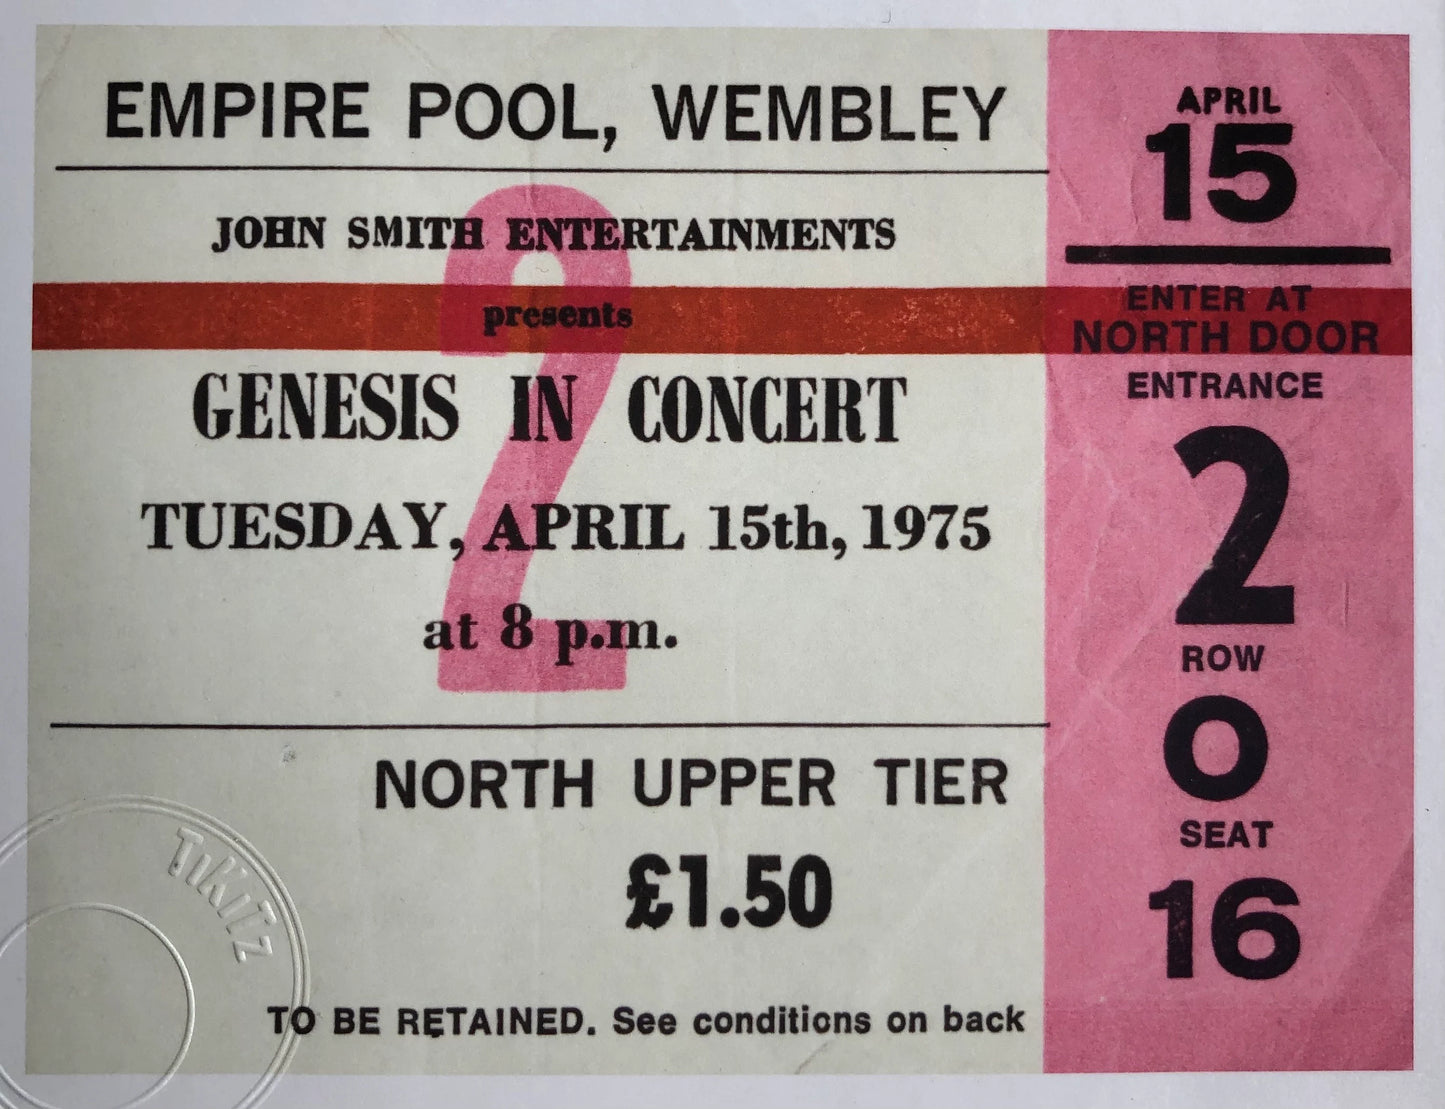 EMPIRE POOL, WEMBLEY
JOHN SMITH ENTERTAINMENTS
presents
2
GENESIS IN CONCERT
TUESDAY, APRIL 15th, 1975
at 8 p.m.
NORTH UPPER TIER
£1.50
TO BE RETAINED. See conditions on back
TIKITZ
APRIL
15
ENTER AT
NORTH DOOR
ENTRANCE
2
ROW
O
SEAT
16